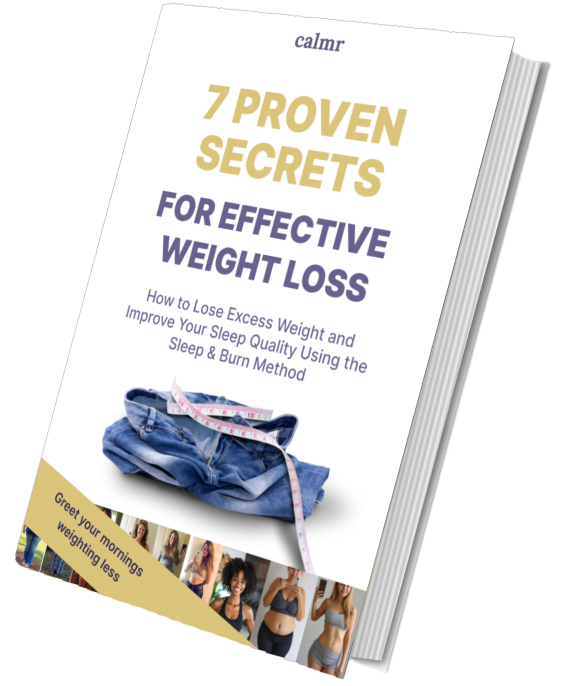 calmr
7 PROVEN
SECRETS
FOR EFFECTIVE
WEIGHT LOSS
How to Lose Excess Weight and
Improve Your Sleep Quality Using the
Sleep & Burn Method
Greet your mornings
weighting less